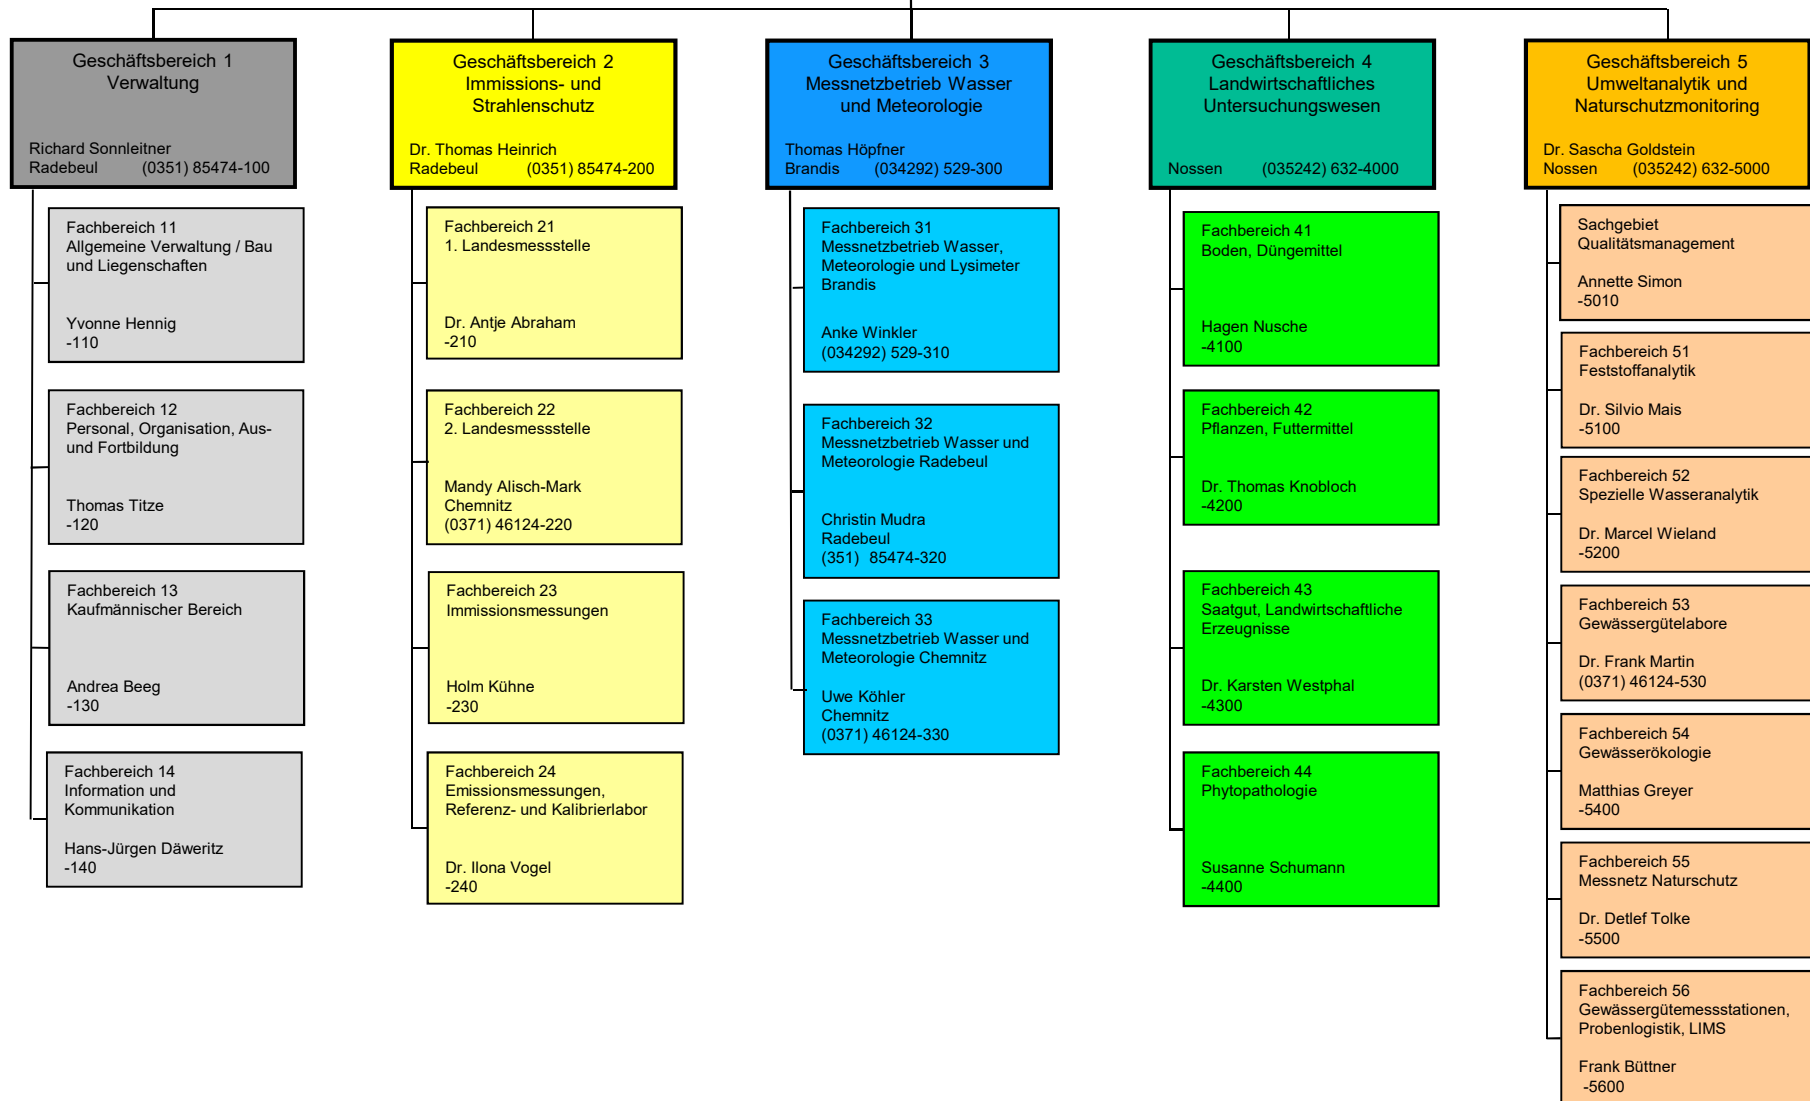 Geschäftsbereich 1
Verwaltung
Richard Sonnleitner
Radebeul (0351) 85474-100
Fachbereich 11
Allgemeine Verwaltung / Bau
und Liegenschaften
Yvonne Hennig
-110
Fachbereich 12
Personal, Organisation, Aus-
und Fortbildung
Thomas Titze
-120
Fachbereich 13
Kaufmännischer Bereich
Andrea Beeg
-130
Fachbereich 14
Information und
Kommunikation
Hans-Jürgen Däweritz
-140
Geschäftsbereich 2
Immissions- und
Strahlenschutz
Dr. Thomas Heinrich
Radebeul (0351) 85474-200
Fachbereich 21
1. Landesmessstelle
Dr. Antje Abraham
-210
Fachbereich 22
2. Landesmessstelle
Mandy Alisch-Mark
Chemnitz
(0371) 46124-220
Fachbereich 23
Immissionsmessungen
Holm Kühne
-230
Fachbereich 24
Emissionsmessungen,
Referenz- und Kalibrierlabor
Dr. Ilona Vogel
-240
Geschäftsbereich 3
Messnetzbetrieb Wasser
und Meteorologie
Thomas Höpfner
Brandis (034292) 529-300
Fachbereich 31
Messnetzbetrieb Wasser,
Meteorologie und Lysimeter
Brandis
Anke Winkler
(034292) 529-310
Fachbereich 32
Messnetzbetrieb Wasser und
Meteorologie Radebeul
Christin Mudra
Radebeul
(351) 85474-320
Fachbereich 33
Messnetzbetrieb Wasser und
Meteorologie Chemnitz
Uwe Köhler
Chemnitz
(0371) 46124-330
Geschäftsbereich 4
Landwirtschaftliches
Untersuchungswesen
Nossen (035242) 632-4000
Fachbereich 41
Boden, Düngemittel
Hagen Nusche
-4100
Fachbereich 42
Pflanzen, Futtermittel
Dr. Thomas Knobloch
-4200
Fachbereich 43
Saatgut, Landwirtschaftliche
Erzeugnisse
Dr. Karsten Westphal
-4300
Fachbereich 44
Phytopathologie
Susanne Schumann
-4400
Geschäftsbereich 5
Umweltanalytik und
Naturschutzmonitoring
Dr. Sascha Goldstein
Nossen (035242) 632-5000
Sachgebiet
Qualitätsmanagement
Annette Simon
-5010
Fachbereich 51
Feststoffanalytik
Dr. Silvio Mais
-5100
Fachbereich 52
Spezielle Wasseranalytik
Dr. Marcel Wieland
-5200
Fachbereich 53
Gewässergütelabore
Dr. Frank Martin
(0371) 46124-530
Fachbereich 54
Gewässerökologie
Matthias Greyer
-5400
Fachbereich 55
Messnetz Naturschutz
Dr. Detlef Tolke
-5500
Fachbereich 56
Gewässergütemessstationen,
Probenlogistik, LIMS
Frank Büttner
-5600